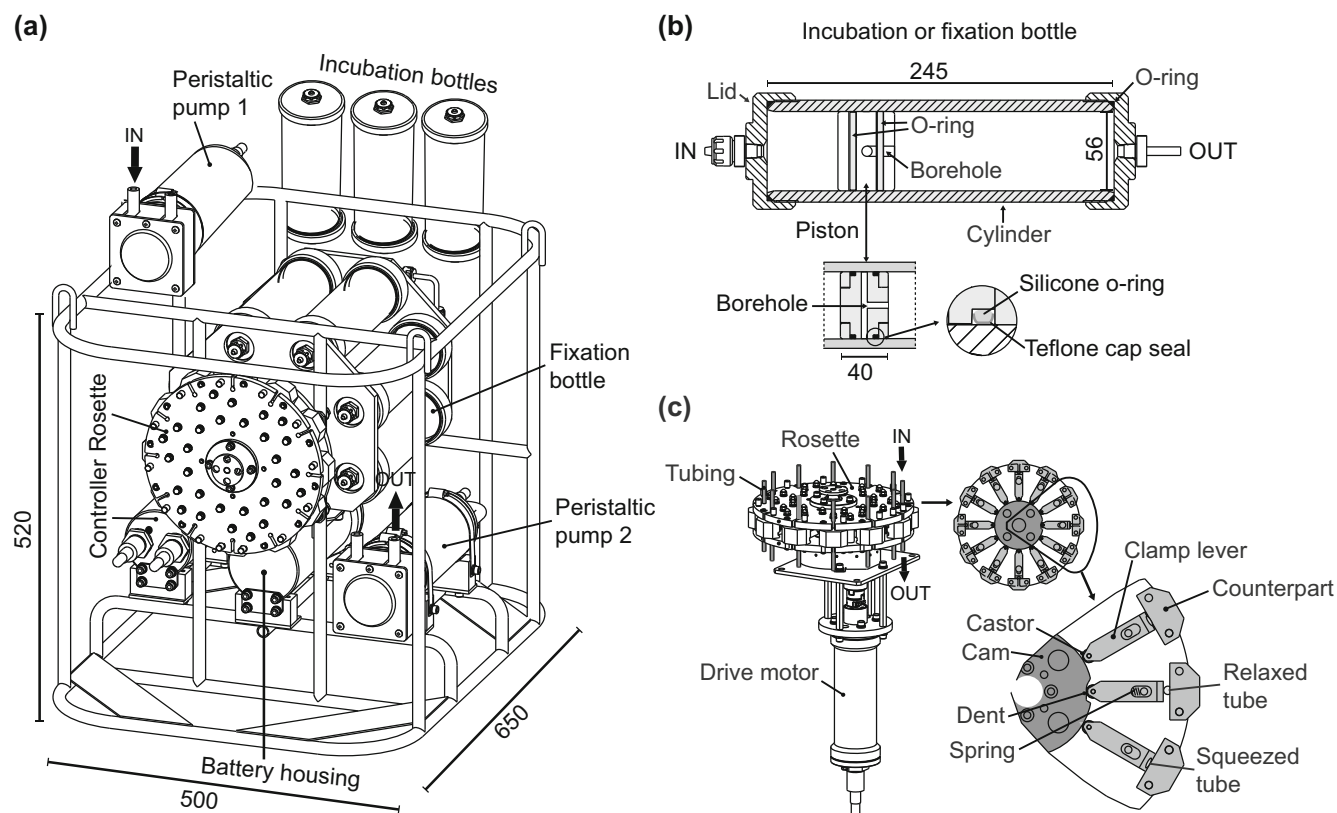 (a)
Peristaltic
pump 1
Incubation bottles
IN
Fixation
bottle
Controller Rosette
OUT
Peristaltic
pump 2
520
650
Battery housing
500
(b)
Incubation or fixation bottle
245
O-ring
Lid
O-ring
IN
Borehole
56
OUT
Piston
Cylinder
Borehole
Silicone o-ring
Teflone cap seal
40
(c)
Rosette
IN
Tubing
Clamp lever
OUT
Counterpart
Castor
Cam
Drive motor
Relaxed
tube
Dent
Spring
Squeezed
tube